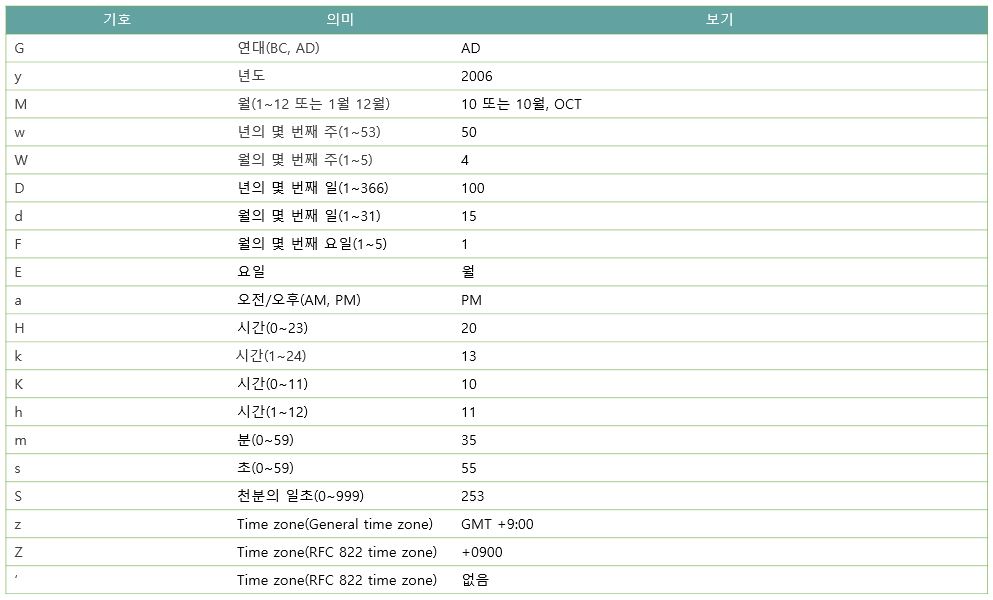 기호 의미 보기
G 연대(BC, AD) AD
y 년도 2006
M 월(1~12 또는 1월 12월) 10 또는 10월, OCT
w 년의 몇 번째 주(1~53) 50
W 월의 몇 번째 주(1~5) 4
D 년의 몇 번째 일(1~366) 100
d 월의 몇 번째 일(1~31) 15
F 월의 몇 번째 요일(1~5) 1
E 요일 월
a 오전/오후(AM, PM) PM
H 시간(0~23) 20
k 시간(1~24) 13
K 시간(0~11) 10
h 시간(1~12) 11
m 분(0~59) 35
s 초(0~59) 55
S 천분의 일초(0~999) 253
z Time zone(General time zone) GMT +9:00
Z Time zone(RFC 822 time zone) +0900
‘ Time zone(RFC 822 time zone) 없음